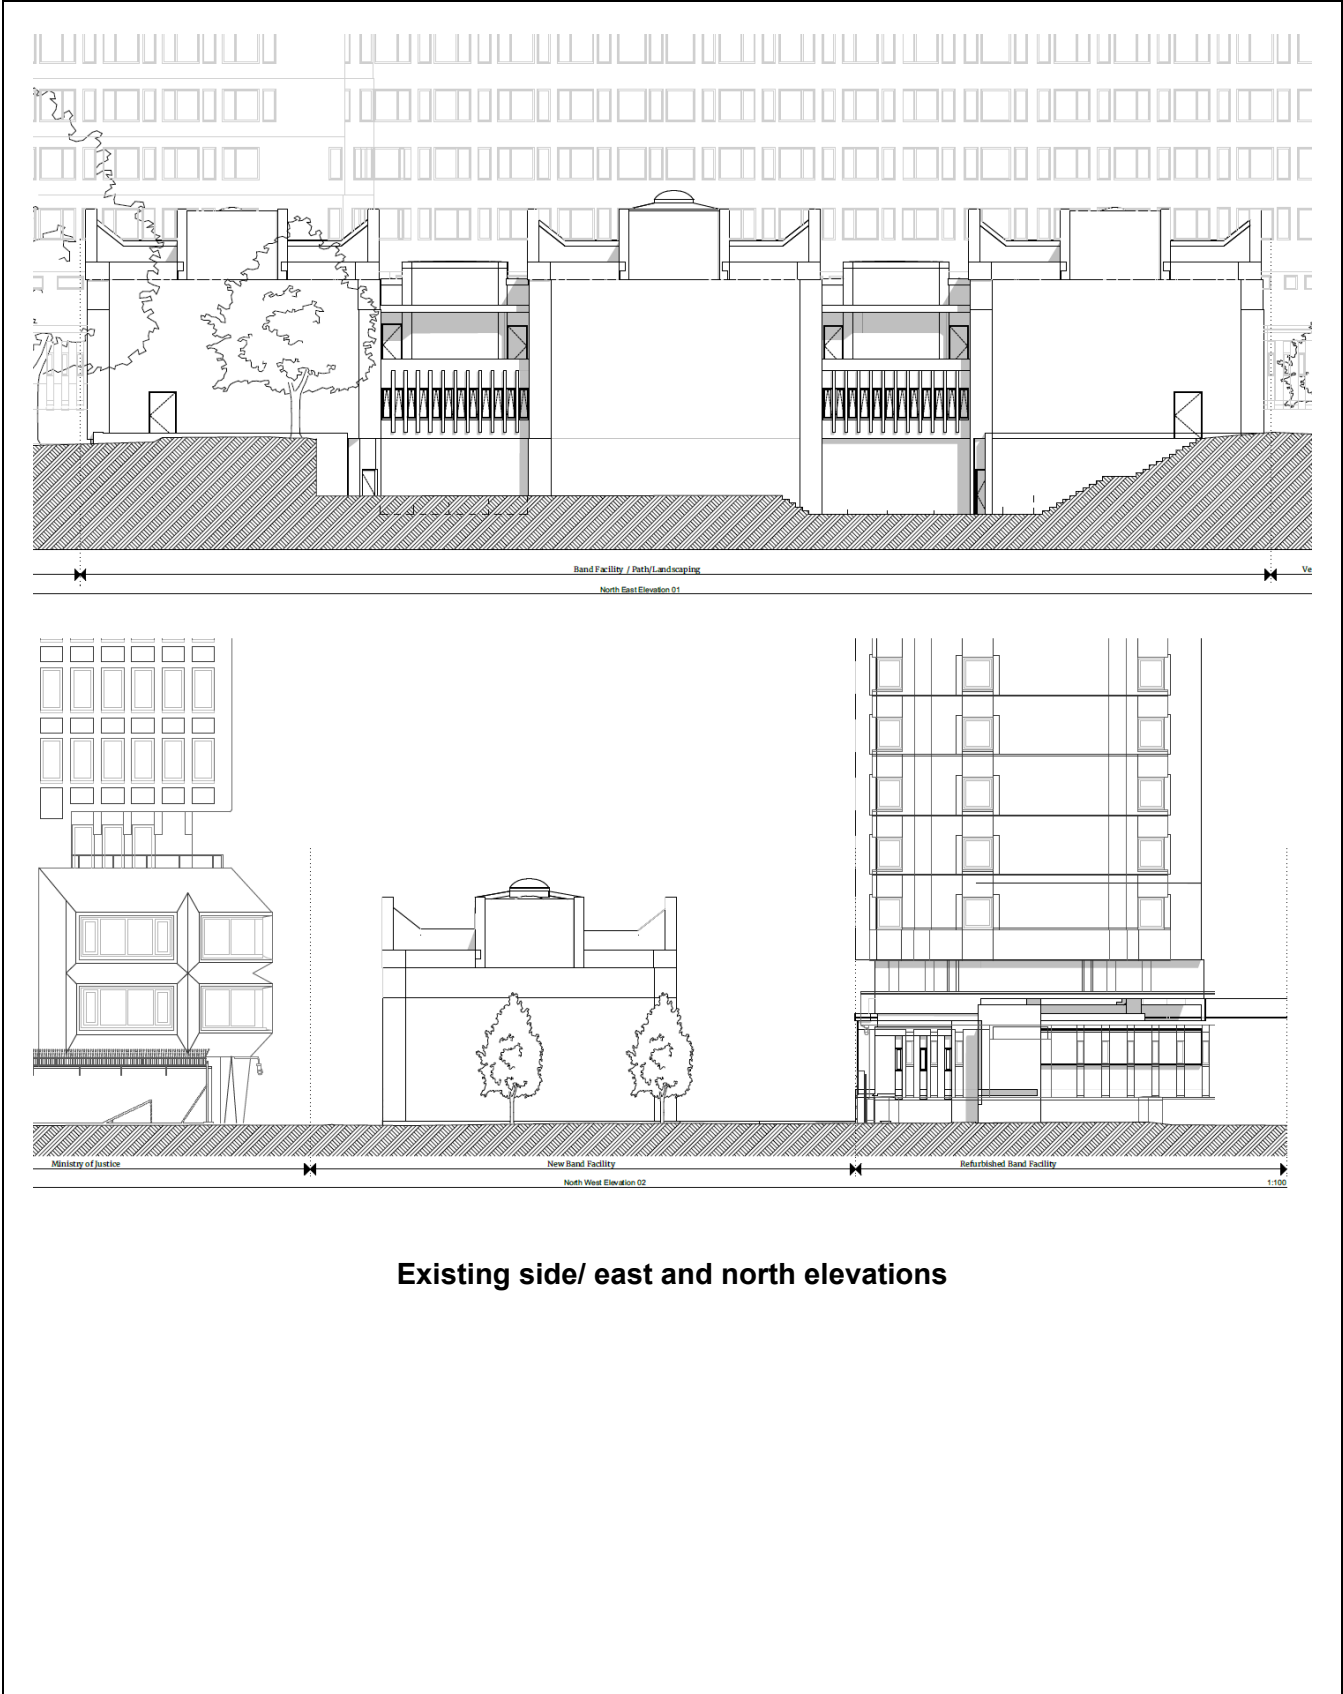 Band Facility / Path/Landscaping
Ve
North East Elevation 01
Ministry of Justice
New Band Facility
Refurbished Band Facility
North West Elevation 02
1:100
Existing side/ east and north elevations